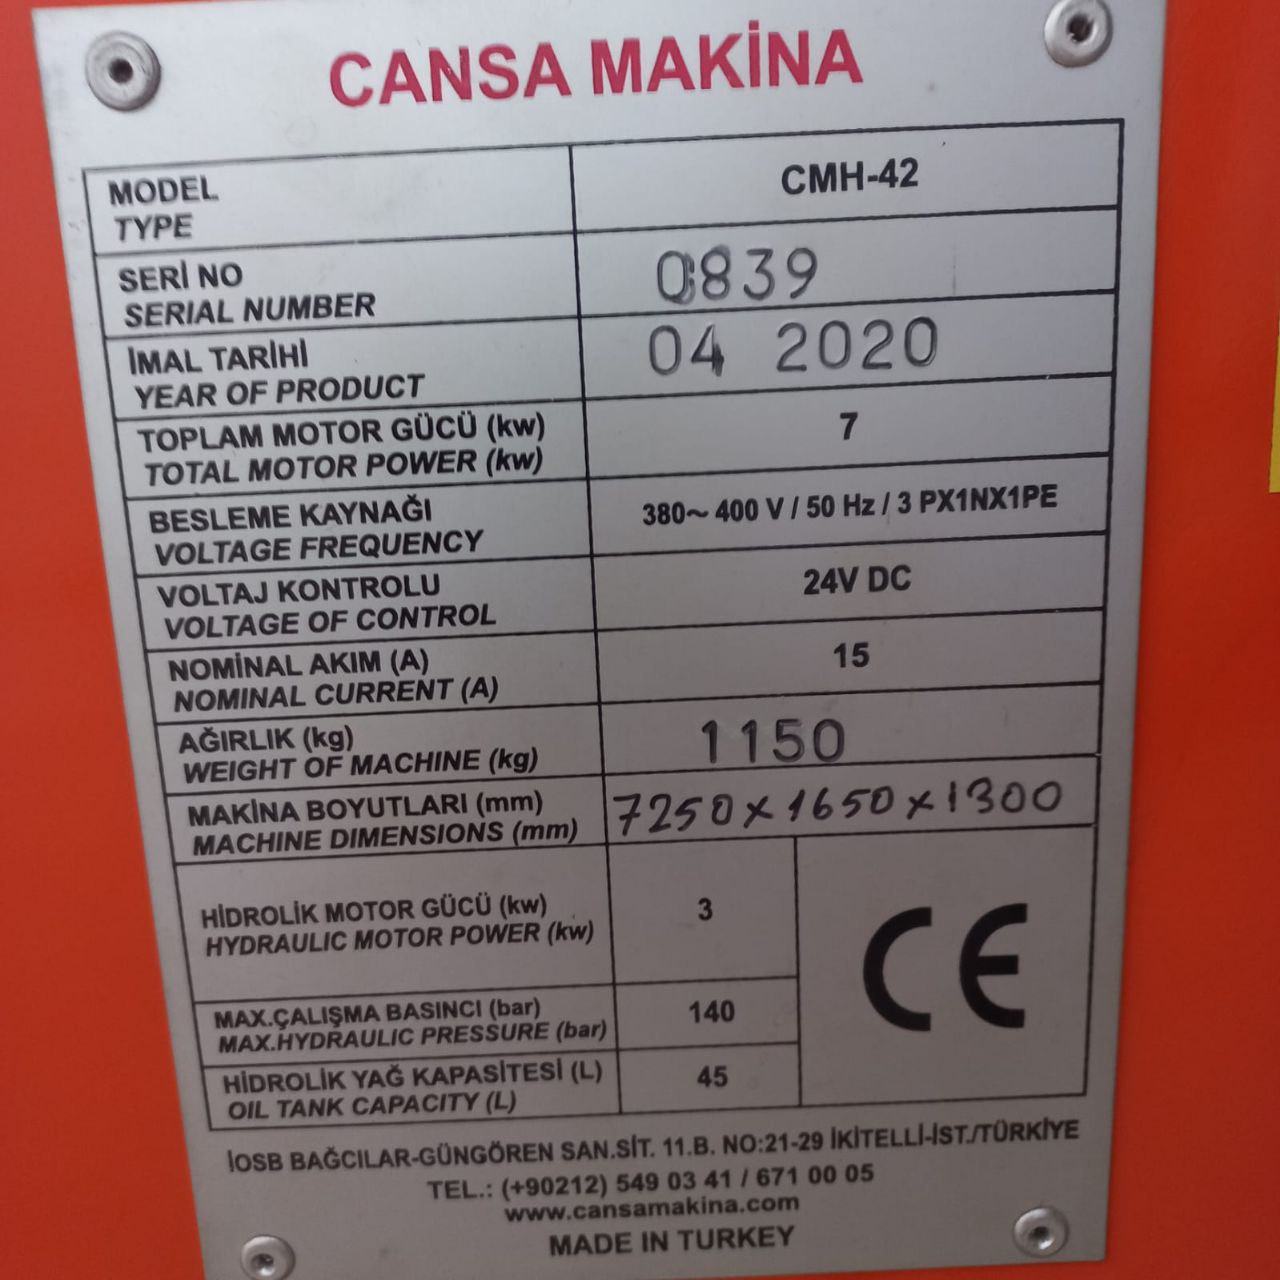 CANSA MAKİNA
MODEL
TYPE
CMH-42
SERİ NO
SERIAL NUMBER
0839
İMAL TARİHİ
YEAR OF PRODUCT
04 2020
TOPLAM MOTOR GÜCÜ (kw)
TOTAL MOTOR POWER (kw)
7
BESLEME KAYNAĞI
VOLTAGE FREQUENCY
380~ 400 V / 50 Hz / 3 PX1NX1PE
VOLTAJ KONTROLU
VOLTAGE OF CONTROL
24V DC
NOMİNAL AKIM (A)
NOMINAL CURRENT (A)
15
AĞIRLIK (kg)
WEIGHT OF MACHINE (kg)
1150
MAKİNA BOYUTLARI (mm)
MACHINE DIMENSIONS (mm)
7250 x 1650 x 1300
HİDROLİK MOTOR GÜCÜ (kw)
HYDRAULIC MOTOR POWER (kw)
3
MAX.ÇALIŞMA BASINCI (bar)
MAX.HYDRAULIC PRESSURE (bar)
140
HİDROLİK YAĞ KAPASİTESİ (L)
OIL TANK CAPACITY (L)
45
CE
İOSB BAĞCILAR-GÜNGÖREN SAN.SİT. 11.B. NO:21-29 İKİTELLİ-İST./TÜRKİYE
TEL.: (+90212) 549 03 41 / 671 00 05
www.cansamakina.com
MADE IN TURKEY